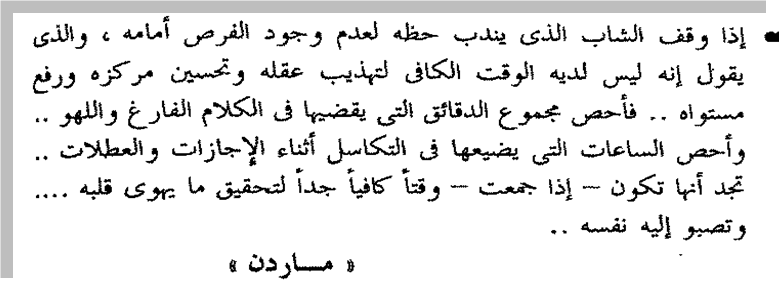 إذا وقف الشاب الذى يندب حظه لعدم وجود الفرص أمامه ، والذى
يقول إنه ليس لديه الوقت الكافى لتهذيب عقله وتحسين مركزه ورفع
مستواه .. فأحص مجموع الدقائق التى يقضيها فى الكلام الفارغ واللهو ..
وأحص الساعات التى يضيعها فى التكاسل أثناء الإجازات والعطلات ..
تجد أنها تكون – إذا جمعت – وقتاً كافياً جداً لتحقيق ما يهوى قلبه ....
وتصبو إليه نفسه ..
« مــاردن »